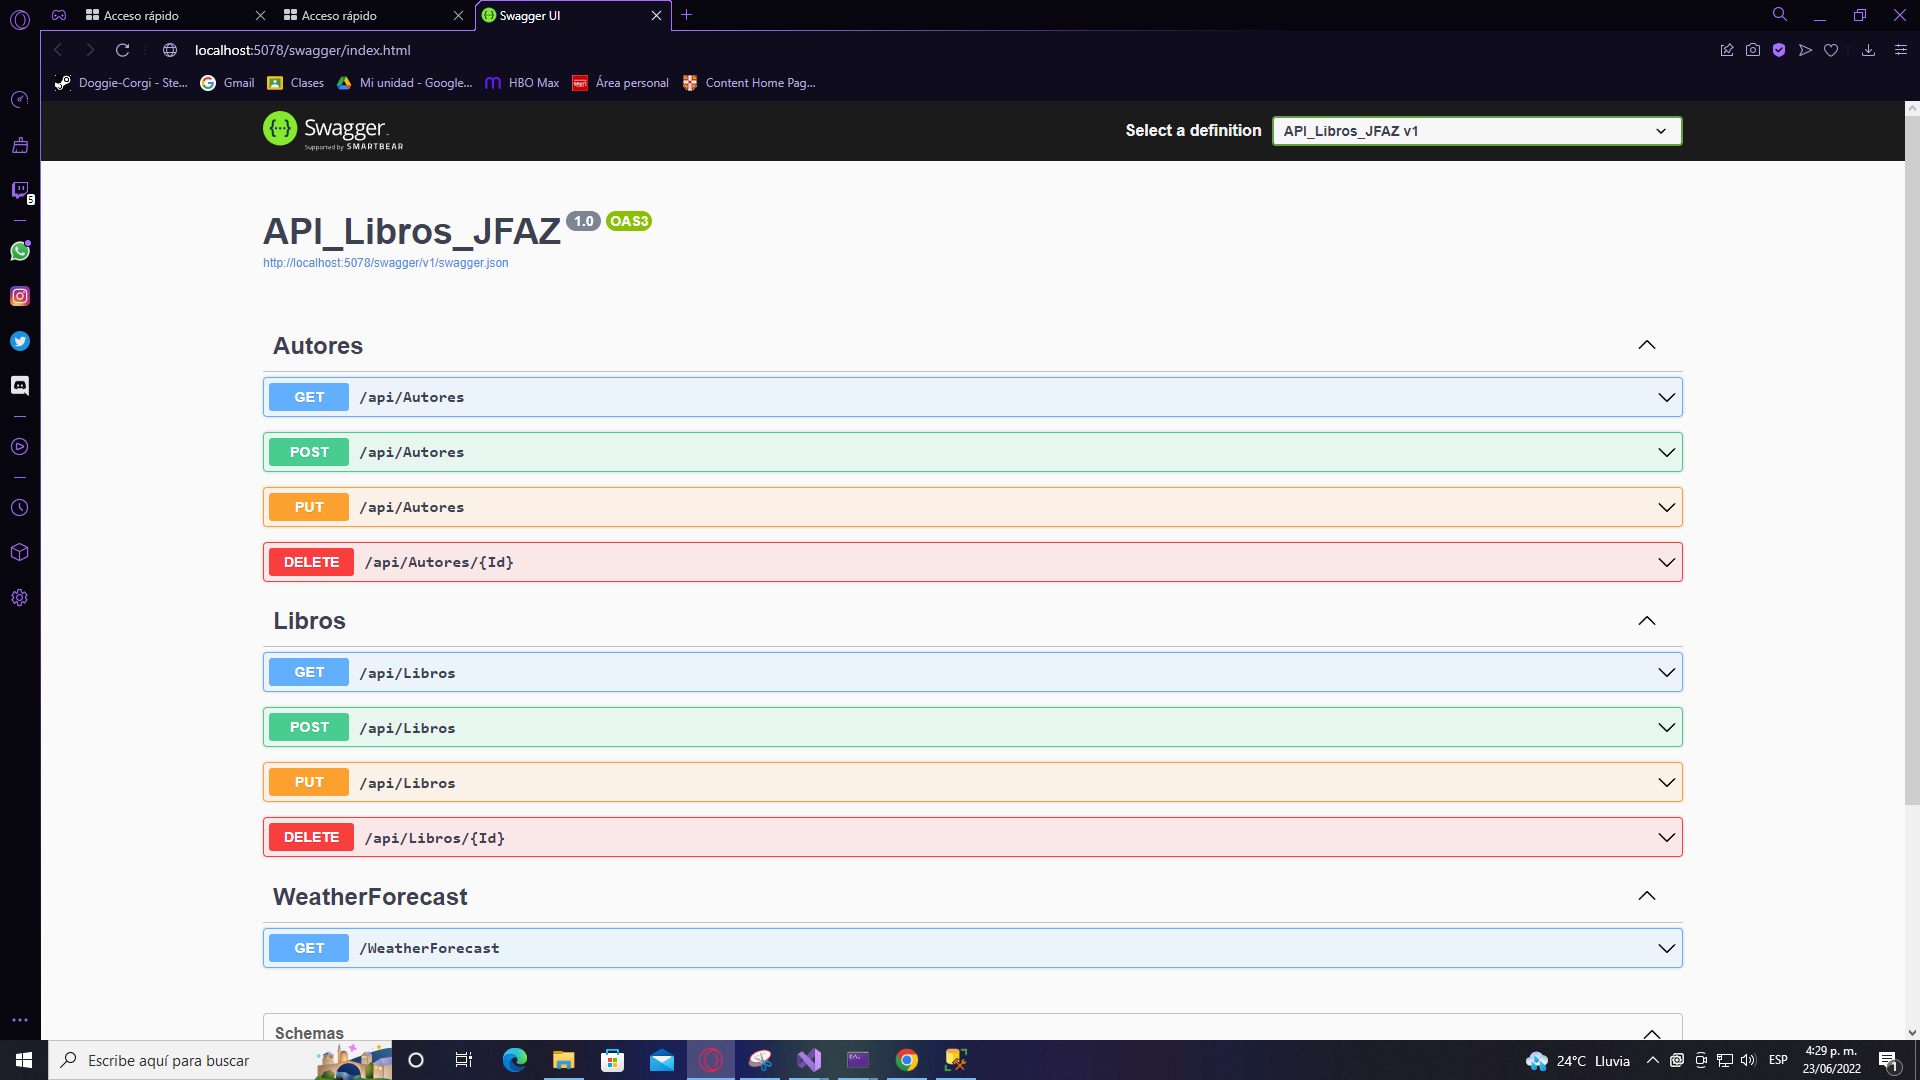 Acceso rápido
Acceso rápido
Swagger UI
localhost:5078/swagger/index.html
Doggie-Corgi - Ste...
Gmail
Clases
Mi unidad - Google...
HBO Max
Área personal
Content Home Pag...
Swagger.
Supported by SMARTBEAR
Select a definition
API_Libros_JFAZ v1
API_Libros_JFAZ 1.0 OAS3
http://localhost:5078/swagger/v1/swagger.json
Autores
GET /api/Autores
POST /api/Autores
PUT /api/Autores
DELETE /api/Autores/{Id}
Libros
GET /api/Libros
POST /api/Libros
PUT /api/Libros
DELETE /api/Libros/{Id}
WeatherForecast
GET /WeatherForecast
Schemas
5
Escribe aquí para buscar
24°C Lluvia
ESP
4:29 p. m.
23/06/2022
1